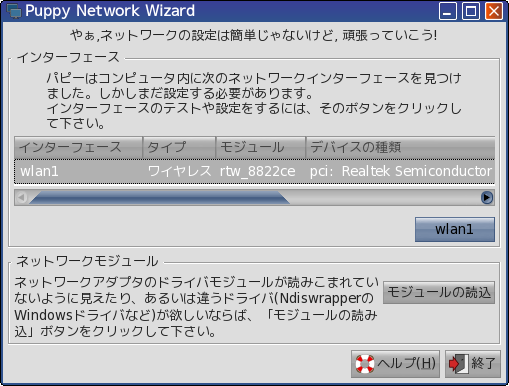 Puppy Network Wizard
やぁ,ネットワークの設定は簡単じゃないけど, 頑張っていこう!
インターフェース
パピーはコンピュータ内に次のネットワークインターフェースを見つけ
ました。しかしまだ設定する必要があります。
インターフェースのテストや設定をするには、そのボタンをクリックし
て下さい。
インターフェース タイプ モジュール デバイスの種類
wlan1 ワイヤレス rtw_8822ce pci: Realtek Semiconductor
wlan1
ネットワークモジュール
ネットワークアダプタのドライバモジュールが読みこまれてい
ないように見えたり、あるいは違うドライバ(Ndiswrapperの
Windowsドライバなど)が欲しいならば、「モジュールの読み
込」ボタンをクリックして下さい。
モジュールの読込
ヘルプ(H) 終了